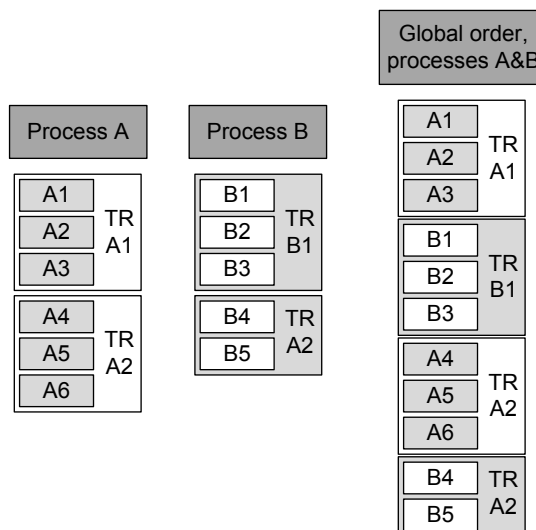 Process A
A1
A2
A3
TR
A1
A4
A5
A6
TR
A2
Process B
B1
B2
B3
TR
B1
B4
B5
TR
A2
Global order,
processes A&B
A1
A2
A3
TR
A1
B1
B2
B3
TR
B1
A4
A5
A6
TR
A2
B4
B5
TR
A2